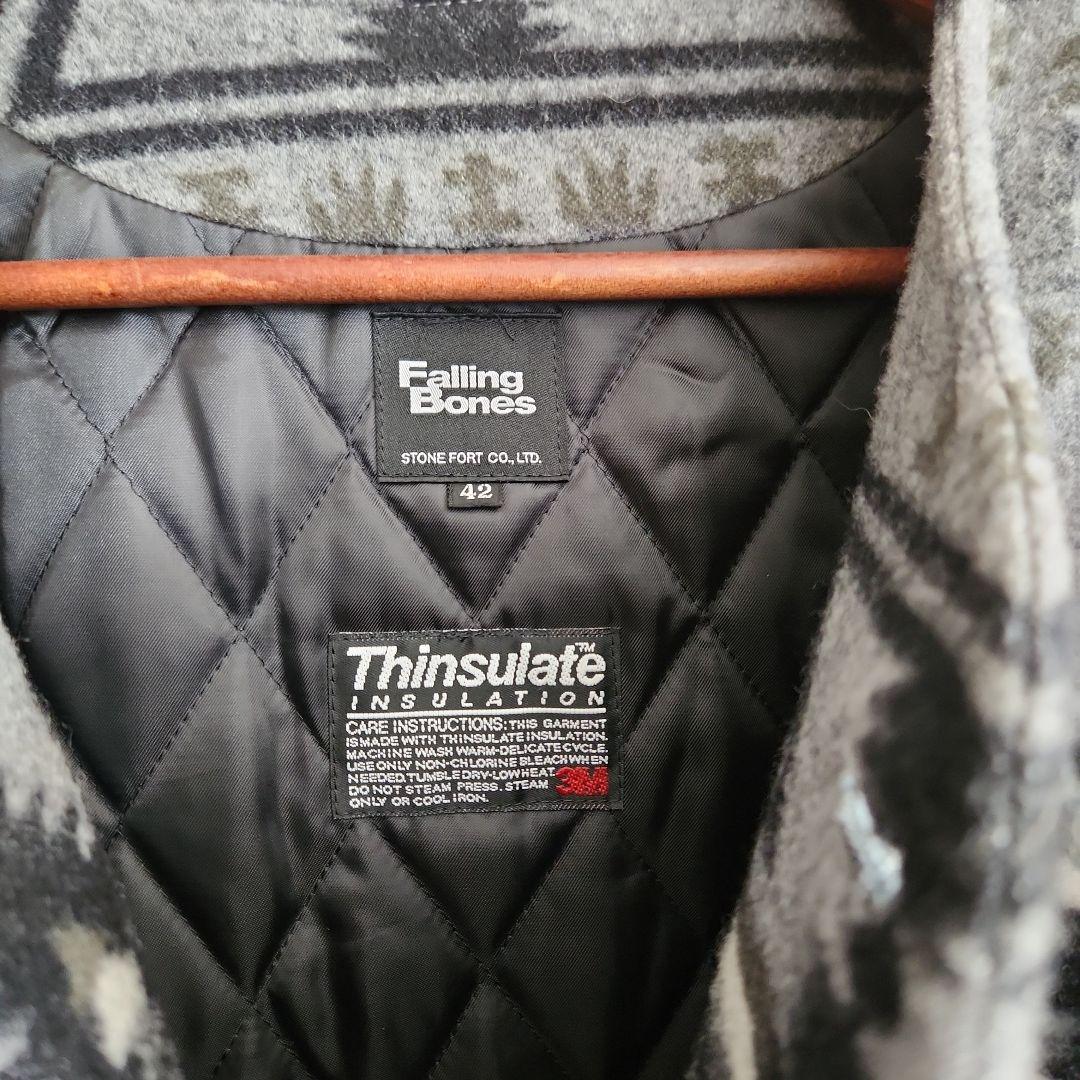 Falling
Bones
STONE FORT CO., LTD.
42
Thinsulate™
INSULATION
CARE INSTRUCTIONS: THIS GARMENT
IS MADE WITH THINSULATE INSULATION.
MACHINE WASH WARM-DELICATE CYCLE.
USE ONLY NON-CHLORINE BLEACH WHEN
NEEDED. TUMBLE DRY-LOW HEAT.
DO NOT STEAM PRESS. STEAM
ONLY OR COOL IRON.
3M